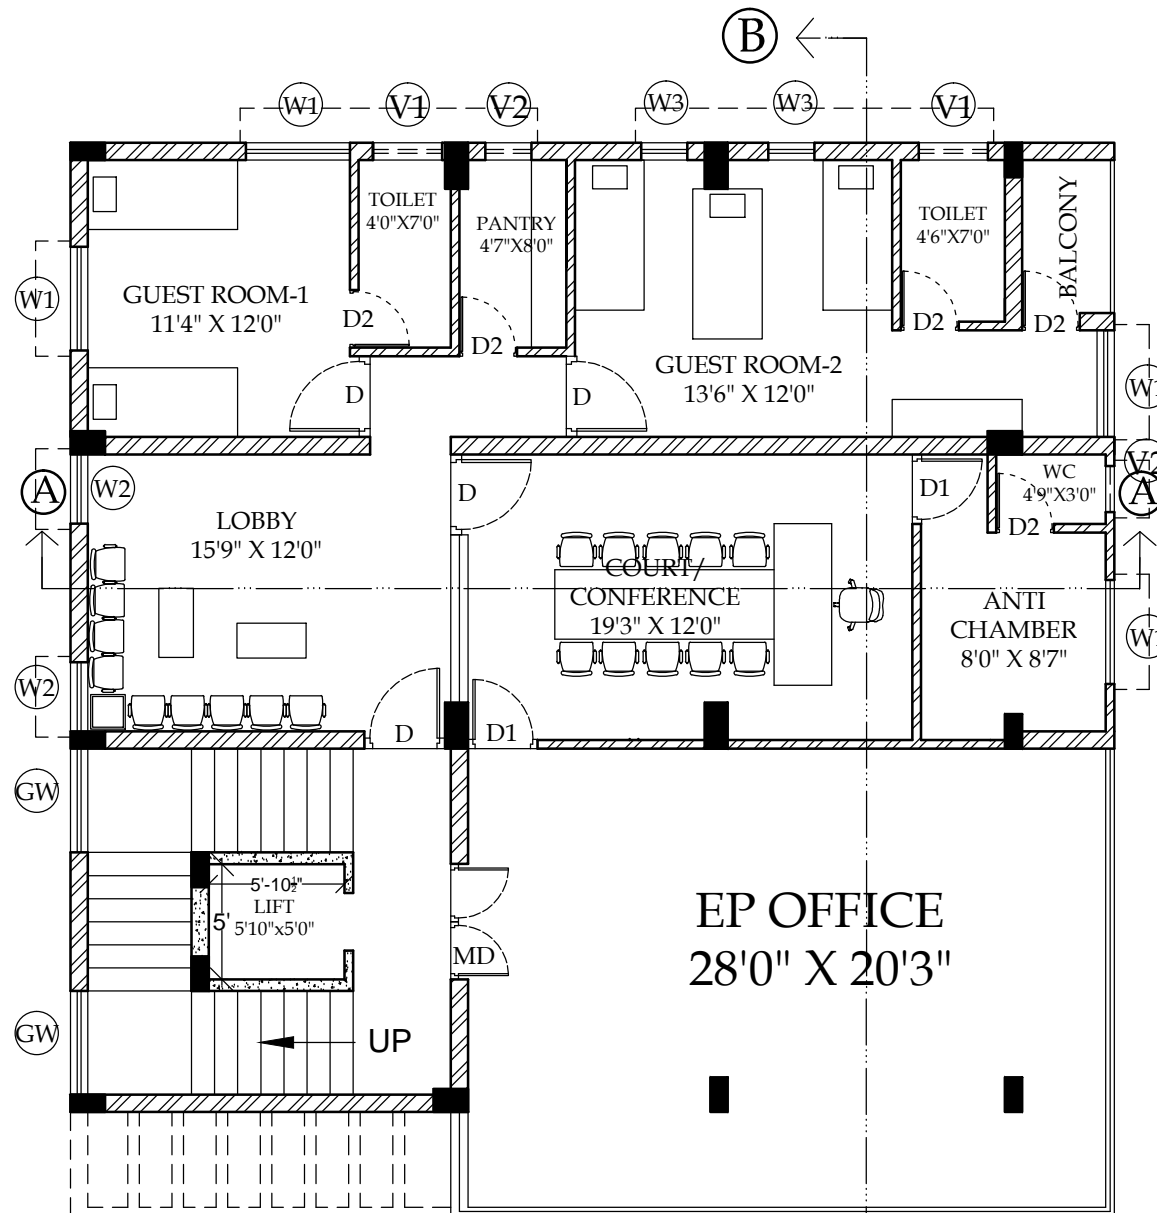 B
W1
V1
V2
W3
W3
V1
TOILET
4'0"X7'0"
PANTRY
4'7"X8'0"
TOILET
4'6"X7'0"
BALCONY
W1
GUEST ROOM-1
11'4" X 12'0"
D2
D2
D2
D2
GUEST ROOM-2
13'6" X 12'0"
D
D
W1
V2
A
W2
D
D1
WC
4'9"X3'0"
A
D2
LOBBY
15'9" X 12'0"
COURT/
CONFERENCE
19'3" X 12'0"
ANTI
CHAMBER
8'0" X 8'7"
W1
W2
D
D1
GW
5'-10½"
LIFT
5'10"x5'0"
5'
EP OFFICE
28'0" X 20'3"
MD
GW
UP